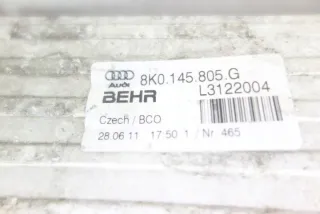 8K0.145.805.G
Audi
BEHR L3122004
Czech / BCO
28.06.11 17:50 1 / Nr. 465